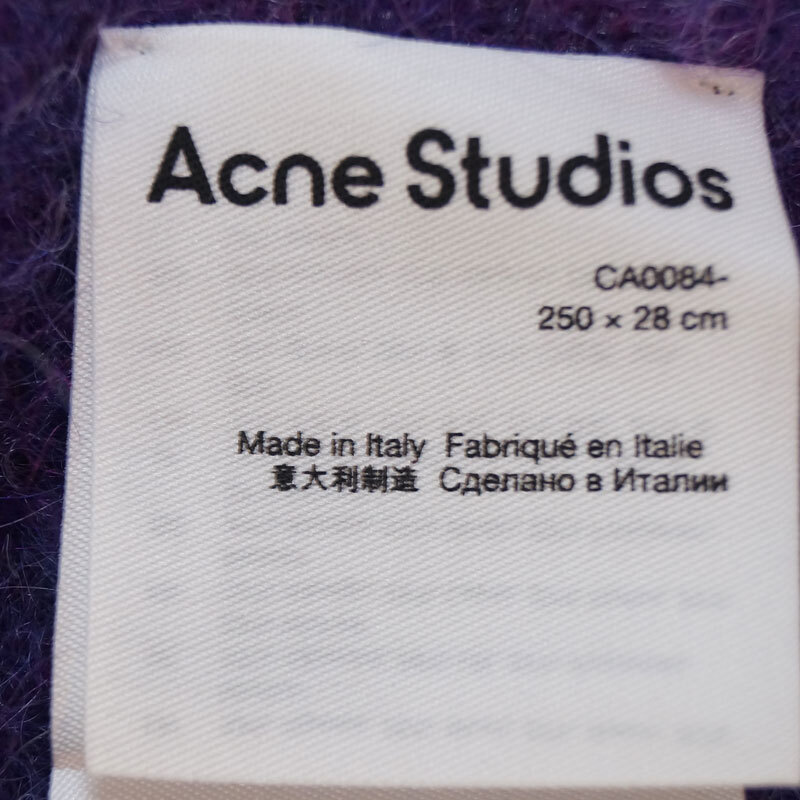 Acne Studios
CA0084-
250 × 28 cm
Made in Italy Fabriqué en Italie
意大利制造 Сделано в Италии